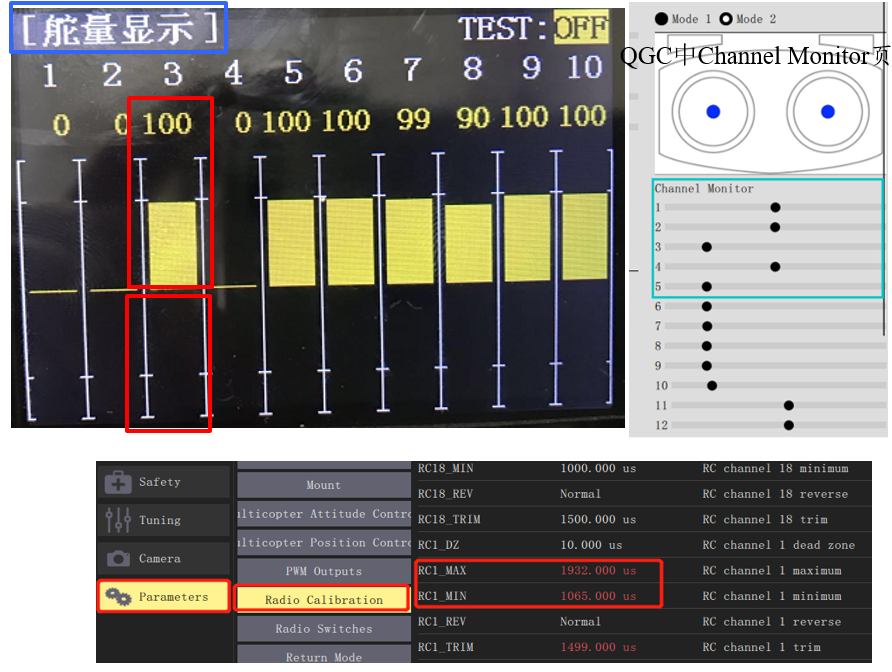 [舵量显示]
TEST:OFF
1 2 3 4 5 6 7 8 9 10
0 0 100 0 100 100 99 90 100 100
Mode 1 Mode 2
QGC中Channel Monitor页
Channel Monitor
1
2
3
4
5
6
7
8
9
10
11
12
Safety
Tuning
Camera
Parameters
Mount
ulticopter Attitude Contro
ulticopter Position Contro
PWM Outputs
Radio Calibration
Radio Switches
Return Mode
RC18_MIN 1000.000 us RC channel 18 minimum
RC18_REV Normal RC channel 18 reverse
RC18_TRIM 1500.000 us RC channel 18 trim
RC1_DZ 10.000 us RC channel 1 dead zone
RC1_MAX 1932.000 us RC channel 1 maximum
RC1_MIN 1065.000 us RC channel 1 minimum
RC1_REV Normal RC channel 1 reverse
RC1_TRIM 1499.000 us RC channel 1 trim